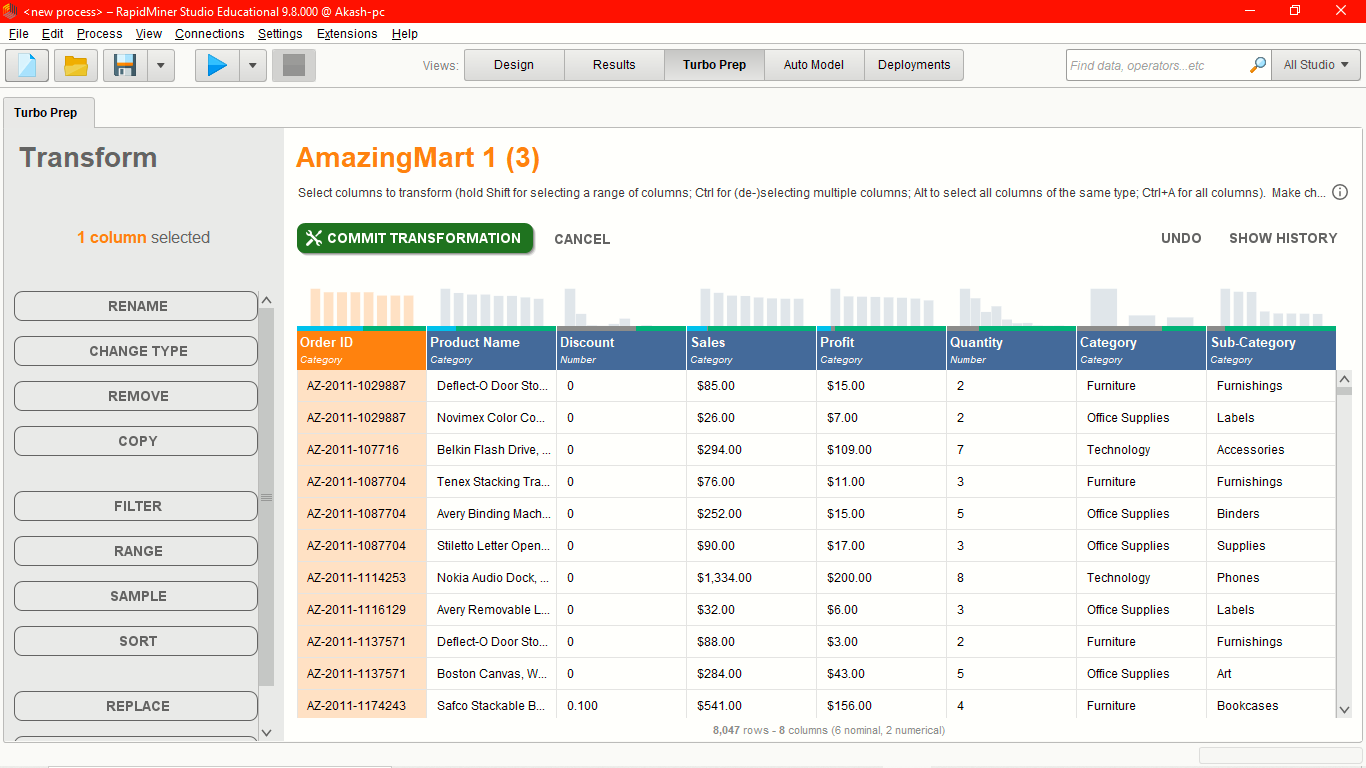 <new process> – RapidMiner Studio Educational 9.8.000 @ Akash-pc
File Edit Process View Connections Settings Extensions Help
Views: Design Results Turbo Prep Auto Model Deployments Find data, operators...etc All Studio
Turbo Prep
Transform
1 column selected
RENAME
CHANGE TYPE
REMOVE
COPY
FILTER
RANGE
SAMPLE
SORT
REPLACE
AmazingMart 1 (3)
Select columns to transform (hold Shift for selecting a range of columns; Ctrl for (de-)selecting multiple columns; Alt to select all columns of the same type; Ctrl+A for all columns). Make ch...
COMMIT TRANSFORMATION CANCEL UNDO SHOW HISTORY
Order ID Product Name Discount Sales Profit Quantity Category Sub-Category
Category Category Number Category Category Number Category Category
AZ-2011-1029887 Deflect-O Door Sto... 0 $85.00 $15.00 2 Furniture Furnishings
AZ-2011-1029887 Novimex Color Co... 0 $26.00 $7.00 2 Office Supplies Labels
AZ-2011-107716 Belkin Flash Drive, ... 0 $294.00 $109.00 7 Technology Accessories
AZ-2011-1087704 Tenex Stacking Tra... 0 $76.00 $11.00 3 Furniture Furnishings
AZ-2011-1087704 Avery Binding Mach... 0 $252.00 $15.00 5 Office Supplies Binders
AZ-2011-1087704 Stiletto Letter Open... 0 $90.00 $17.00 3 Office Supplies Supplies
AZ-2011-1114253 Nokia Audio Dock, ... 0 $1,334.00 $200.00 8 Technology Phones
AZ-2011-1116129 Avery Removable L... 0 $32.00 $6.00 3 Office Supplies Labels
AZ-2011-1137571 Deflect-O Door Sto... 0 $88.00 $3.00 2 Furniture Furnishings
AZ-2011-1137571 Boston Canvas, W... 0 $284.00 $43.00 5 Office Supplies Art
AZ-2011-1174243 Safco Stackable B... 0.100 $541.00 $156.00 4 Furniture Bookcases
8,047 rows - 8 columns (6 nominal, 2 numerical)